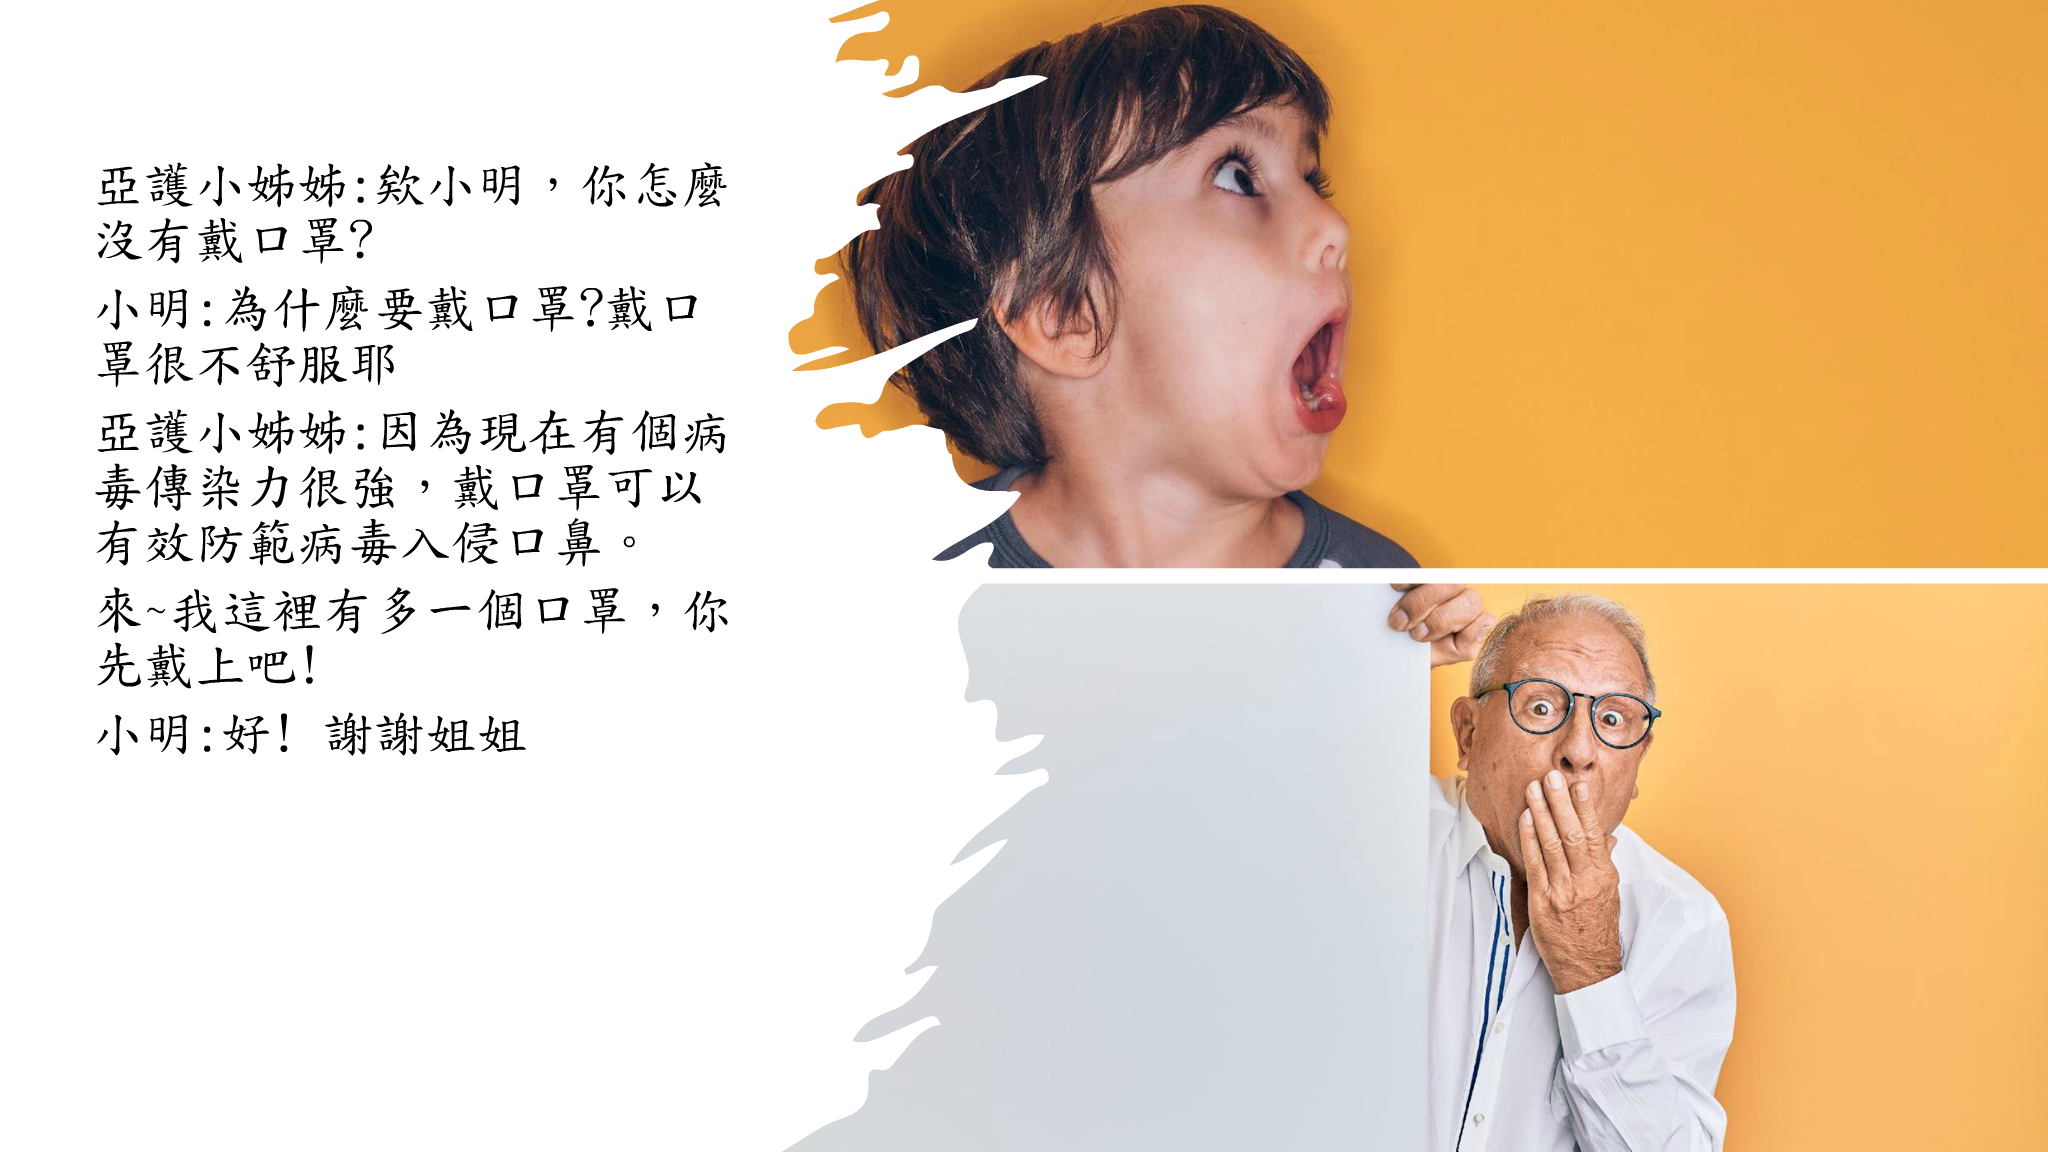 亞護小姊姊:欸小明，你怎麼
沒有戴口罩?
小明:為什麼要戴口罩?戴口
罩很不舒服耶
亞護小姊姊:因為現在有個病
毒傳染力很強，戴口罩可以
有效防範病毒入侵口鼻。
來~我這裡有多一個口罩，你
先戴上吧!
小明:好! 謝謝姐姐